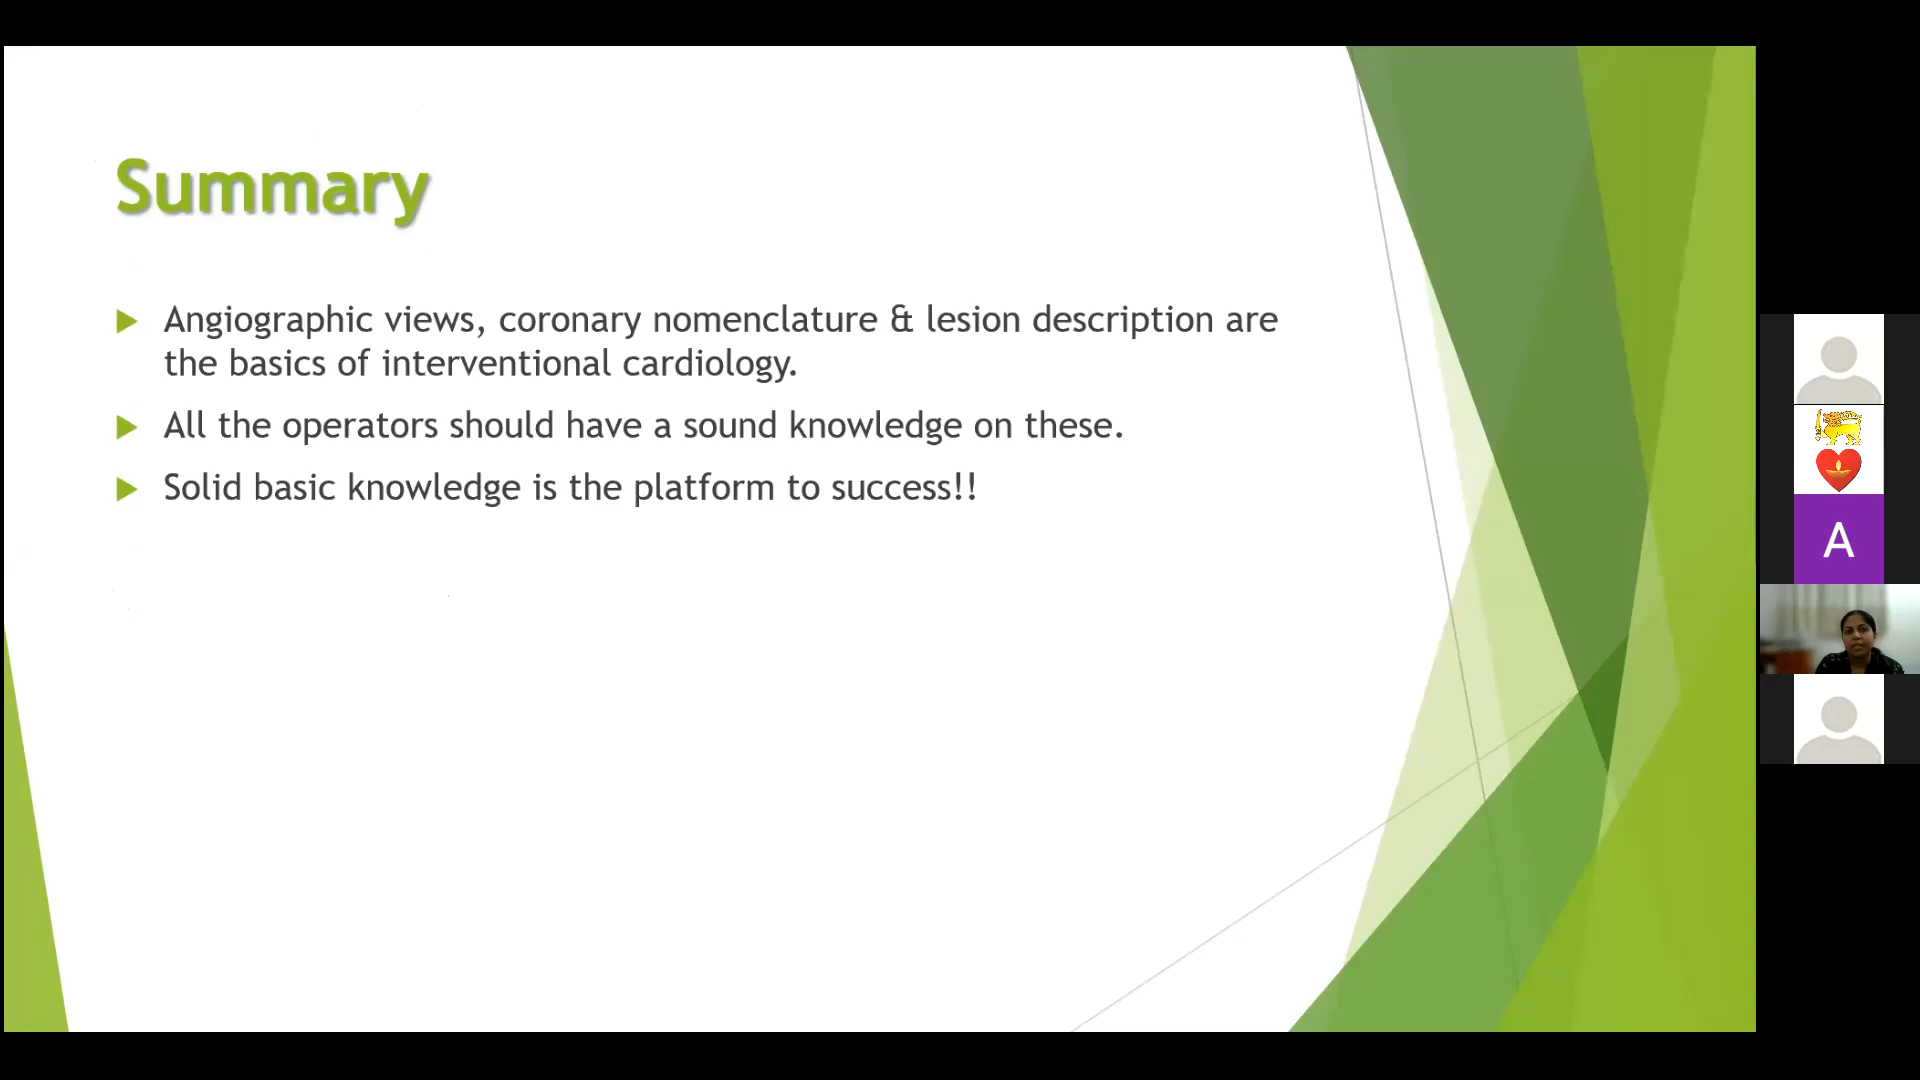 Summary
Angiographic views, coronary nomenclature & lesion description are
the basics of interventional cardiology.
All the operators should have a sound knowledge on these.
Solid basic knowledge is the platform to success!!
A